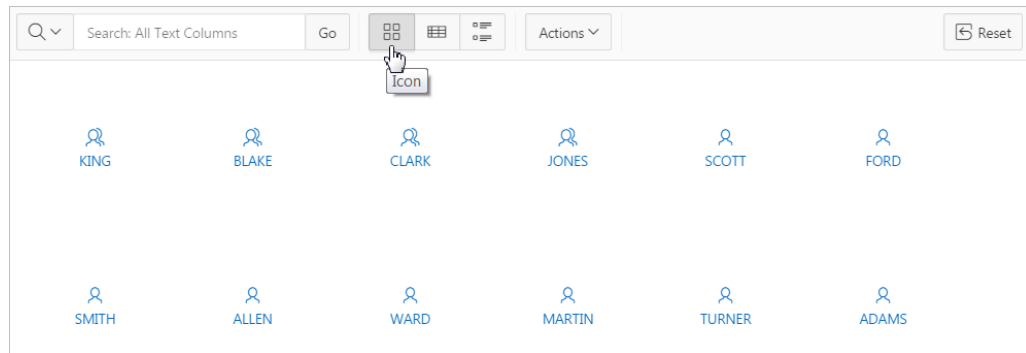 Search: All Text Columns Go Actions Reset
Icon
KING BLAKE CLARK JONES SCOTT FORD
SMITH ALLEN WARD MARTIN TURNER ADAMS